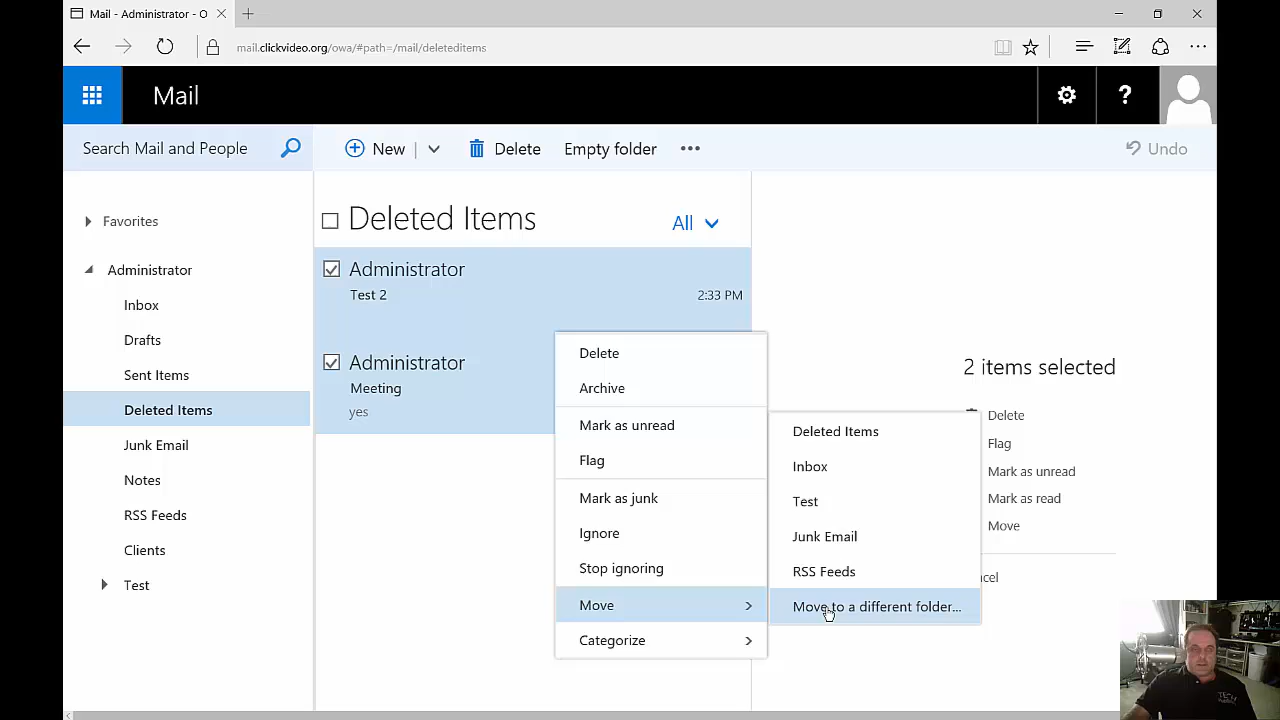 Mail - Administrator - O
mail.clickvideo.org/owa/#path=/mail/deleteditems
Mail
?
Search Mail and People
New
Delete
Empty folder
Undo
Favorites
Administrator
Inbox
Drafts
Sent Items
Deleted Items
Junk Email
Notes
RSS Feeds
Clients
Test
Deleted Items
All
Administrator
Test 2
2:33 PM
Administrator
Meeting
yes
Delete
Archive
Mark as unread
Flag
Mark as junk
Ignore
Stop ignoring
Move
Categorize
Deleted Items
Inbox
Test
Junk Email
RSS Feeds
Move to a different folder...
2 items selected
Delete
Flag
Mark as unread
Mark as read
Move
cel